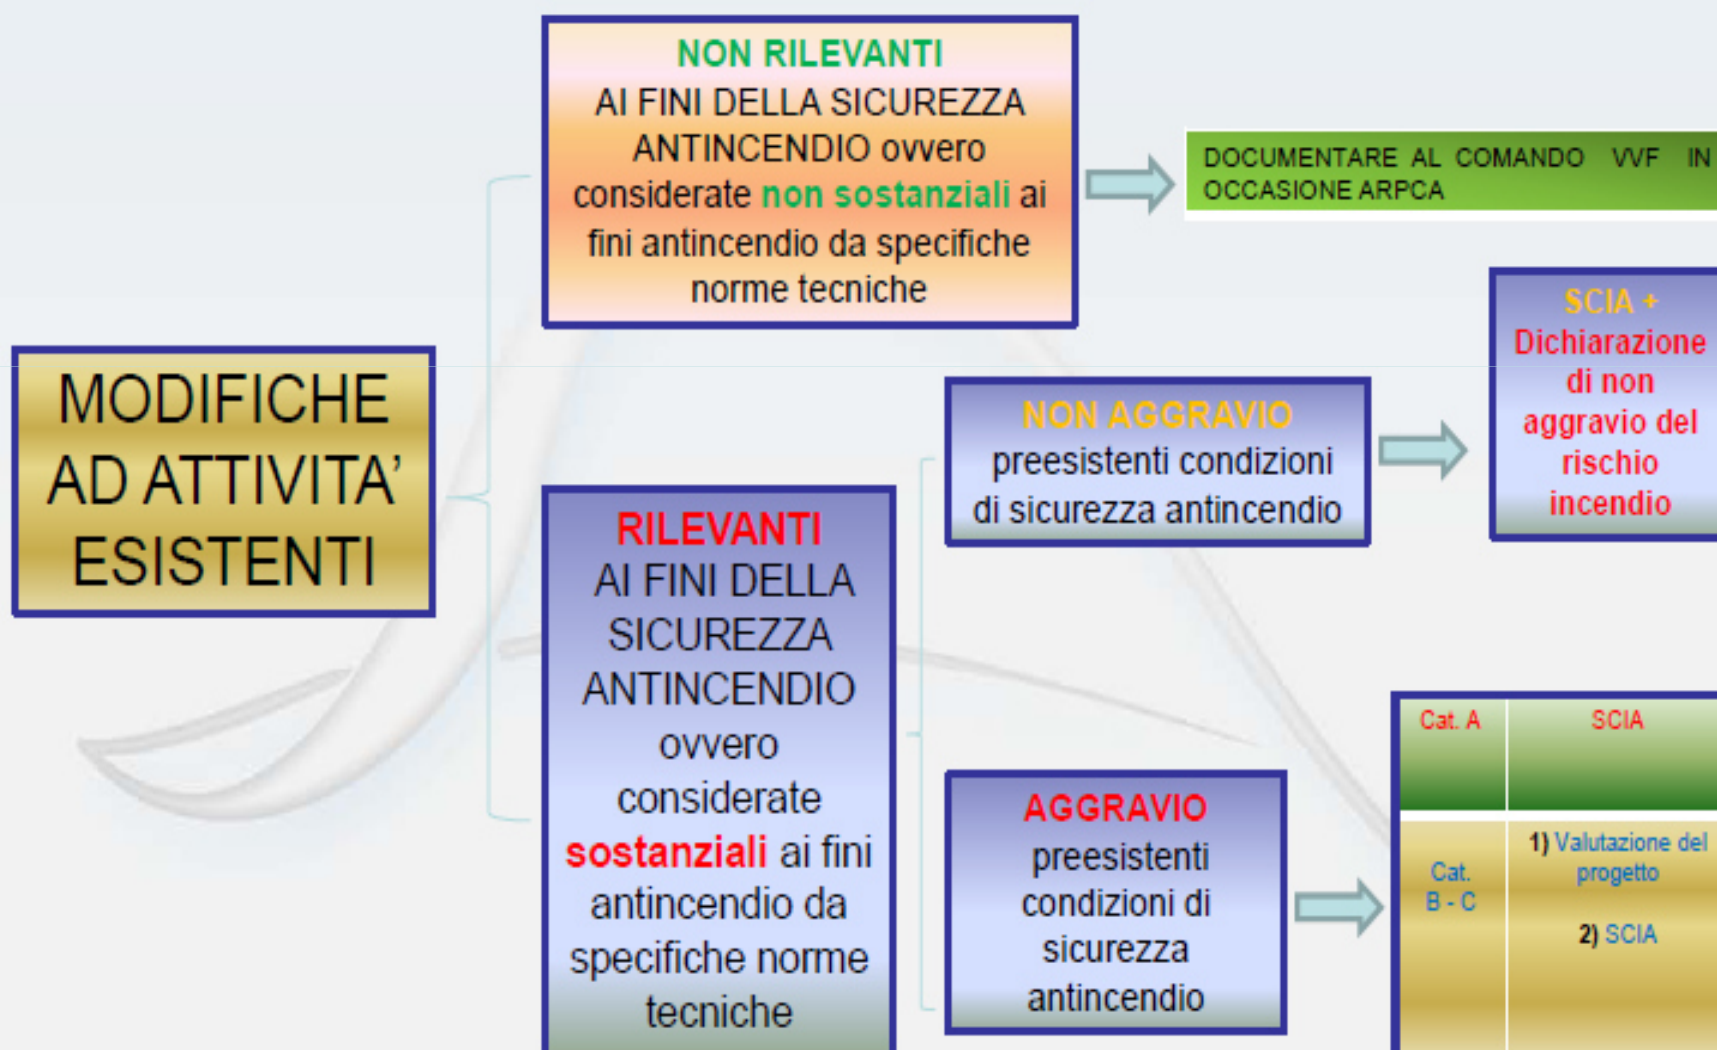 NON RILEVANTI
AI FINI DELLA SICUREZZA
ANTINCENDIO ovvero
considerate non sostanziali ai
fini antincendio da specifiche
norme tecniche
DOCUMENTARE AL COMANDO VVF IN
OCCASIONE ARPCA
MODIFICHE
AD ATTIVITA'
ESISTENTI
SCIA +
Dichiarazione
di non
aggravio del
rischio
incendio
NON AGGRAVIO
preesistenti condizioni
di sicurezza antincendio
RILEVANTI
AI FINI DELLA
SICUREZZA
ANTINCENDIO
ovvero
considerate
sostanziali ai fini
antincendio da
specifiche norme
tecniche
AGGRAVIO
preesistenti
condizioni di
sicurezza
antincendio
Cat. A
SCIA
Cat.
B - C
1) Valutazione del
progetto
2) SCIA